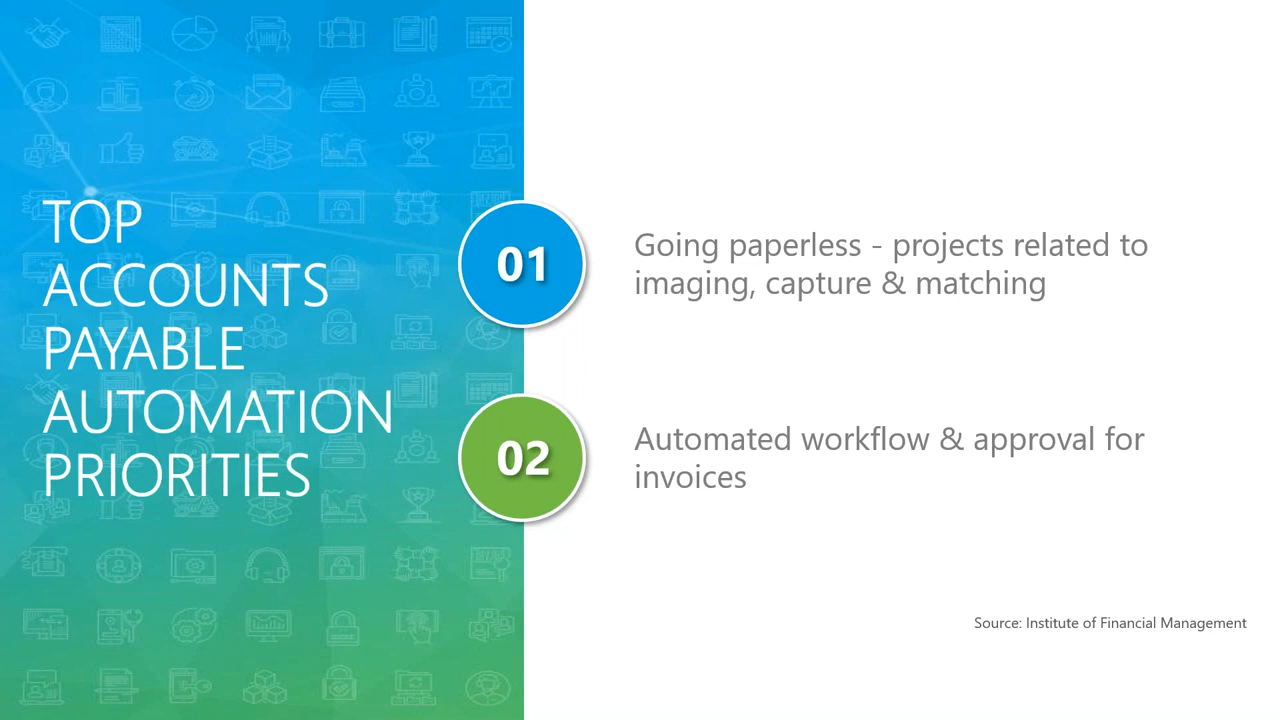 TOP
ACCOUNTS
PAYABLE
AUTOMATION
PRIORITIES
01
Going paperless - projects related to
imaging, capture & matching
02
Automated workflow & approval for
invoices
Source: Institute of Financial Management